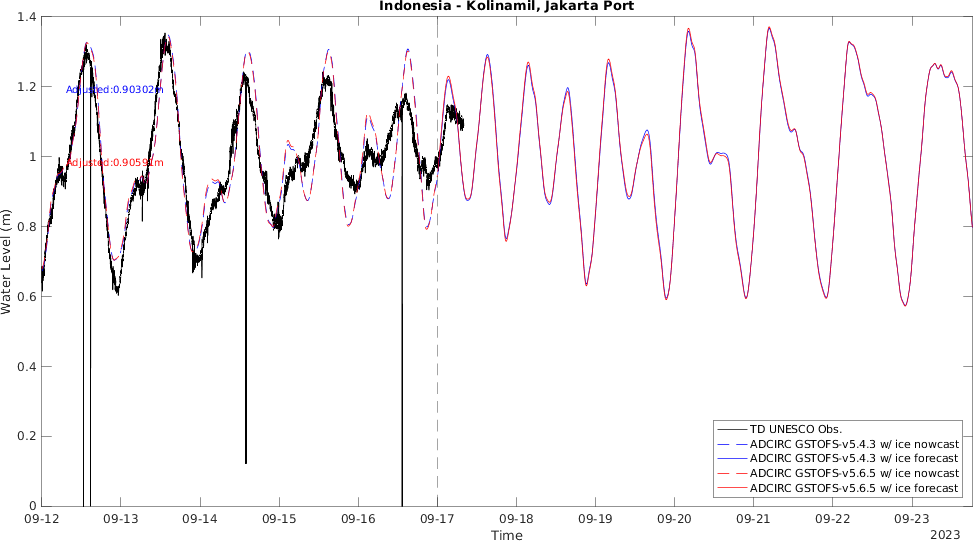 Indonesia - Kolinamil, Jakarta Port
1.4
1.2
1
0.8
0.6
0.4
0.2
0
Water Level (m)
Adjusted:0.90302m
Adjusted:0.90591m
TD UNESCO Obs.
ADCIRC GSTOFS-v5.4.3 w/ ice nowcast
ADCIRC GSTOFS-v5.4.3 w/ ice forecast
ADCIRC GSTOFS-v5.6.5 w/ ice nowcast
ADCIRC GSTOFS-v5.6.5 w/ ice forecast
09-12 09-13 09-14 09-15 09-16 09-17 09-18 09-19 09-20 09-21 09-22 09-23
Time
2023